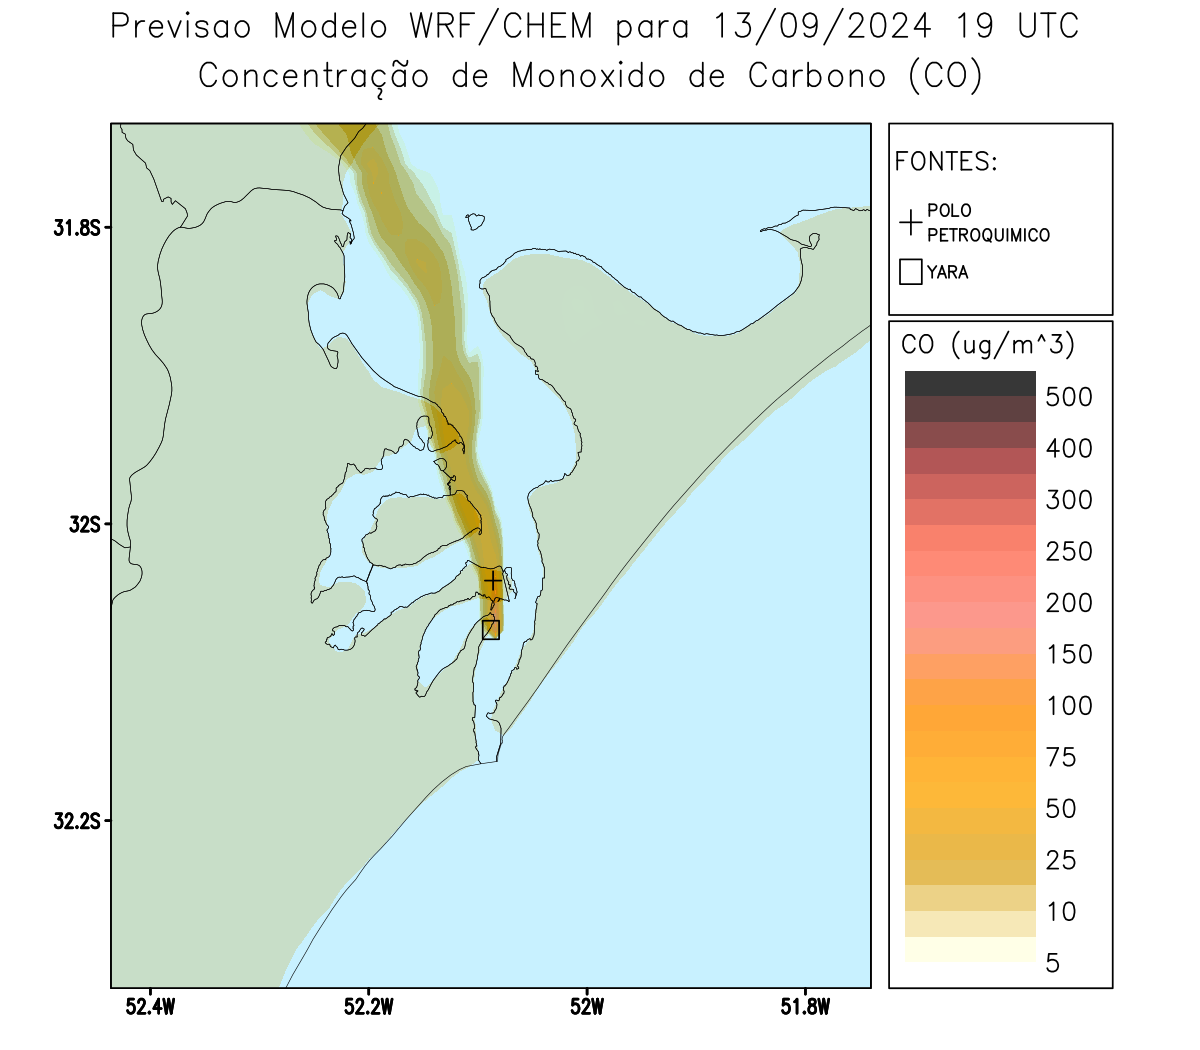 Previsao Modelo WRF/CHEM para 13/09/2024 19 UTC
Concentração de Monoxido de Carbono (CO)
FONTES:
POLO
PETROQUIMICO
YARA
CO (ug/m^3)
500
400
300
250
200
150
100
75
50
25
10
5
31.8S
32S
32.2S
52.4W
52.2W
52W
51.8W